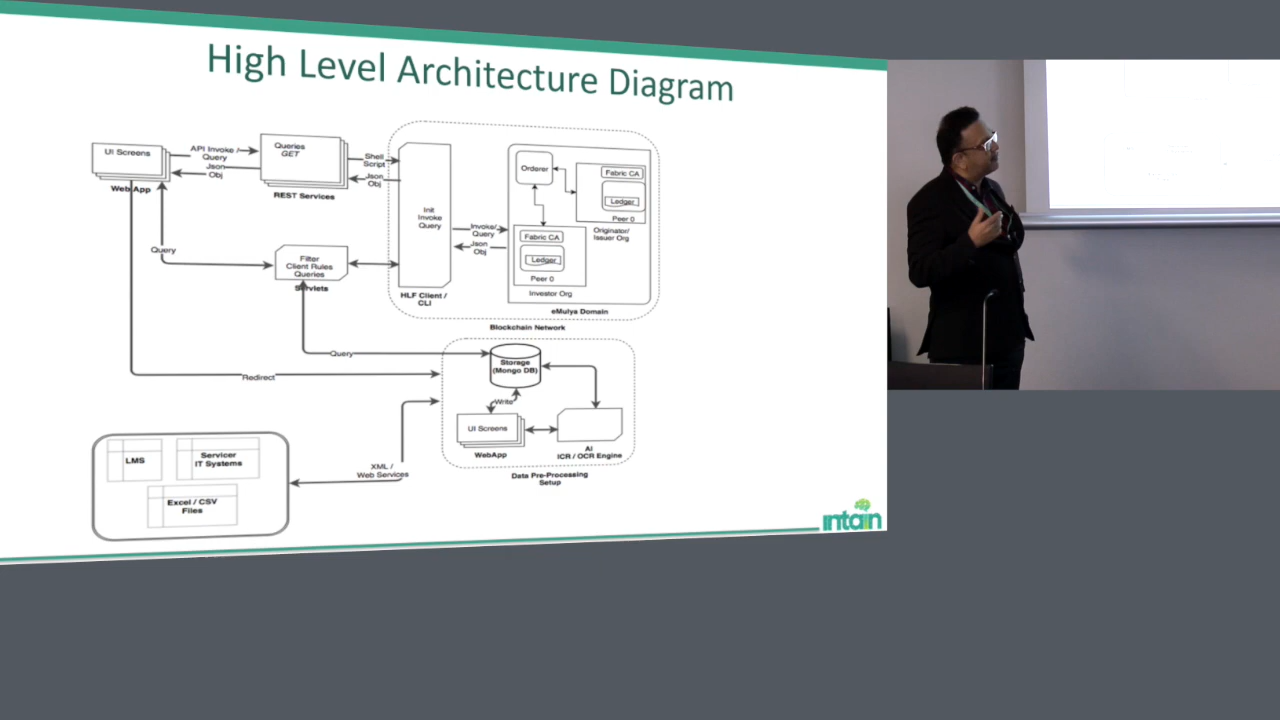 High Level Architecture Diagram
UI Screens
Web App
API Invoke /
Query
Json
Obj
Queries
GET
REST Services
Shell
Script
Json
Obj
Init
Invoke
Query
HLF Client /
CLI
Invoke/
Query
Json
Obj
Orderer
Fabric CA
Ledger
Peer 0
Originator/
Issuer Org
Fabric CA
Ledger
Peer 0
Investor Org
eMulya Domain
Blockchain Network
Query
Filter
Client Rules
Queries
Servlets
Query
Redirect
Storage
(Mongo DB)
Write
UI Screens
WebApp
AI
ICR / OCR Engine
Data Pre-Processing
Setup
XML /
Web Services
LMS
Servicer
IT Systems
Excel / CSV
Files
intain